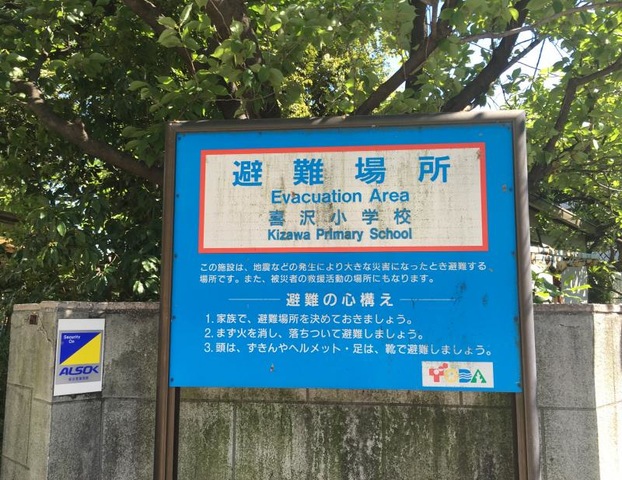 避難場所
Evacuation Area
喜沢小学校
Kizawa Primary School
この施設は、地震などの発生により大きな災害になったとき避難する
場所です。また、被災者の救援活動の場所にもなります。
避難の心構え
1. 家族で、避難場所を決めておきましょう。
2. まず火を消し、落ちついて避難しましょう。
3. 頭は、ずきんやヘルメット・足は、靴で避難しましょう。
TODA
Security
On
ALSOK